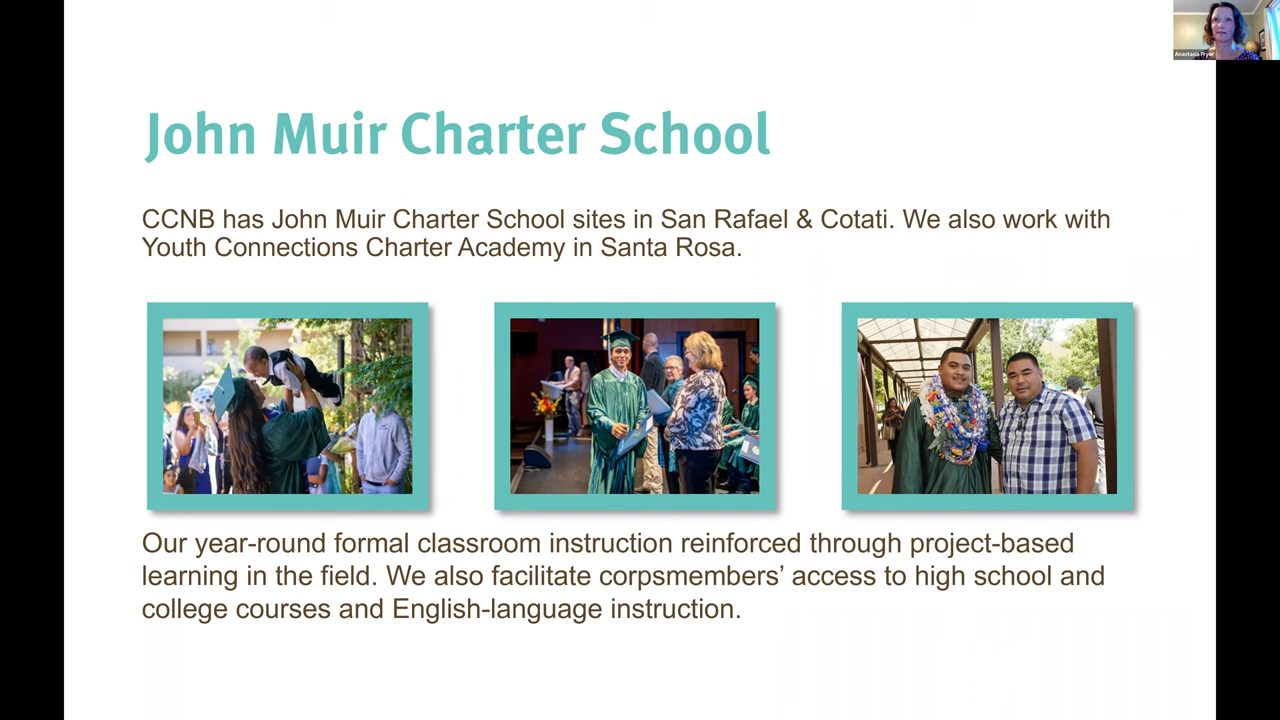 Anastasia Pryor
John Muir Charter School
CCNB has John Muir Charter School sites in San Rafael & Cotati. We also work with
Youth Connections Charter Academy in Santa Rosa.
Our year-round formal classroom instruction reinforced through project-based
learning in the field. We also facilitate corpsmembers’ access to high school and
college courses and English-language instruction.